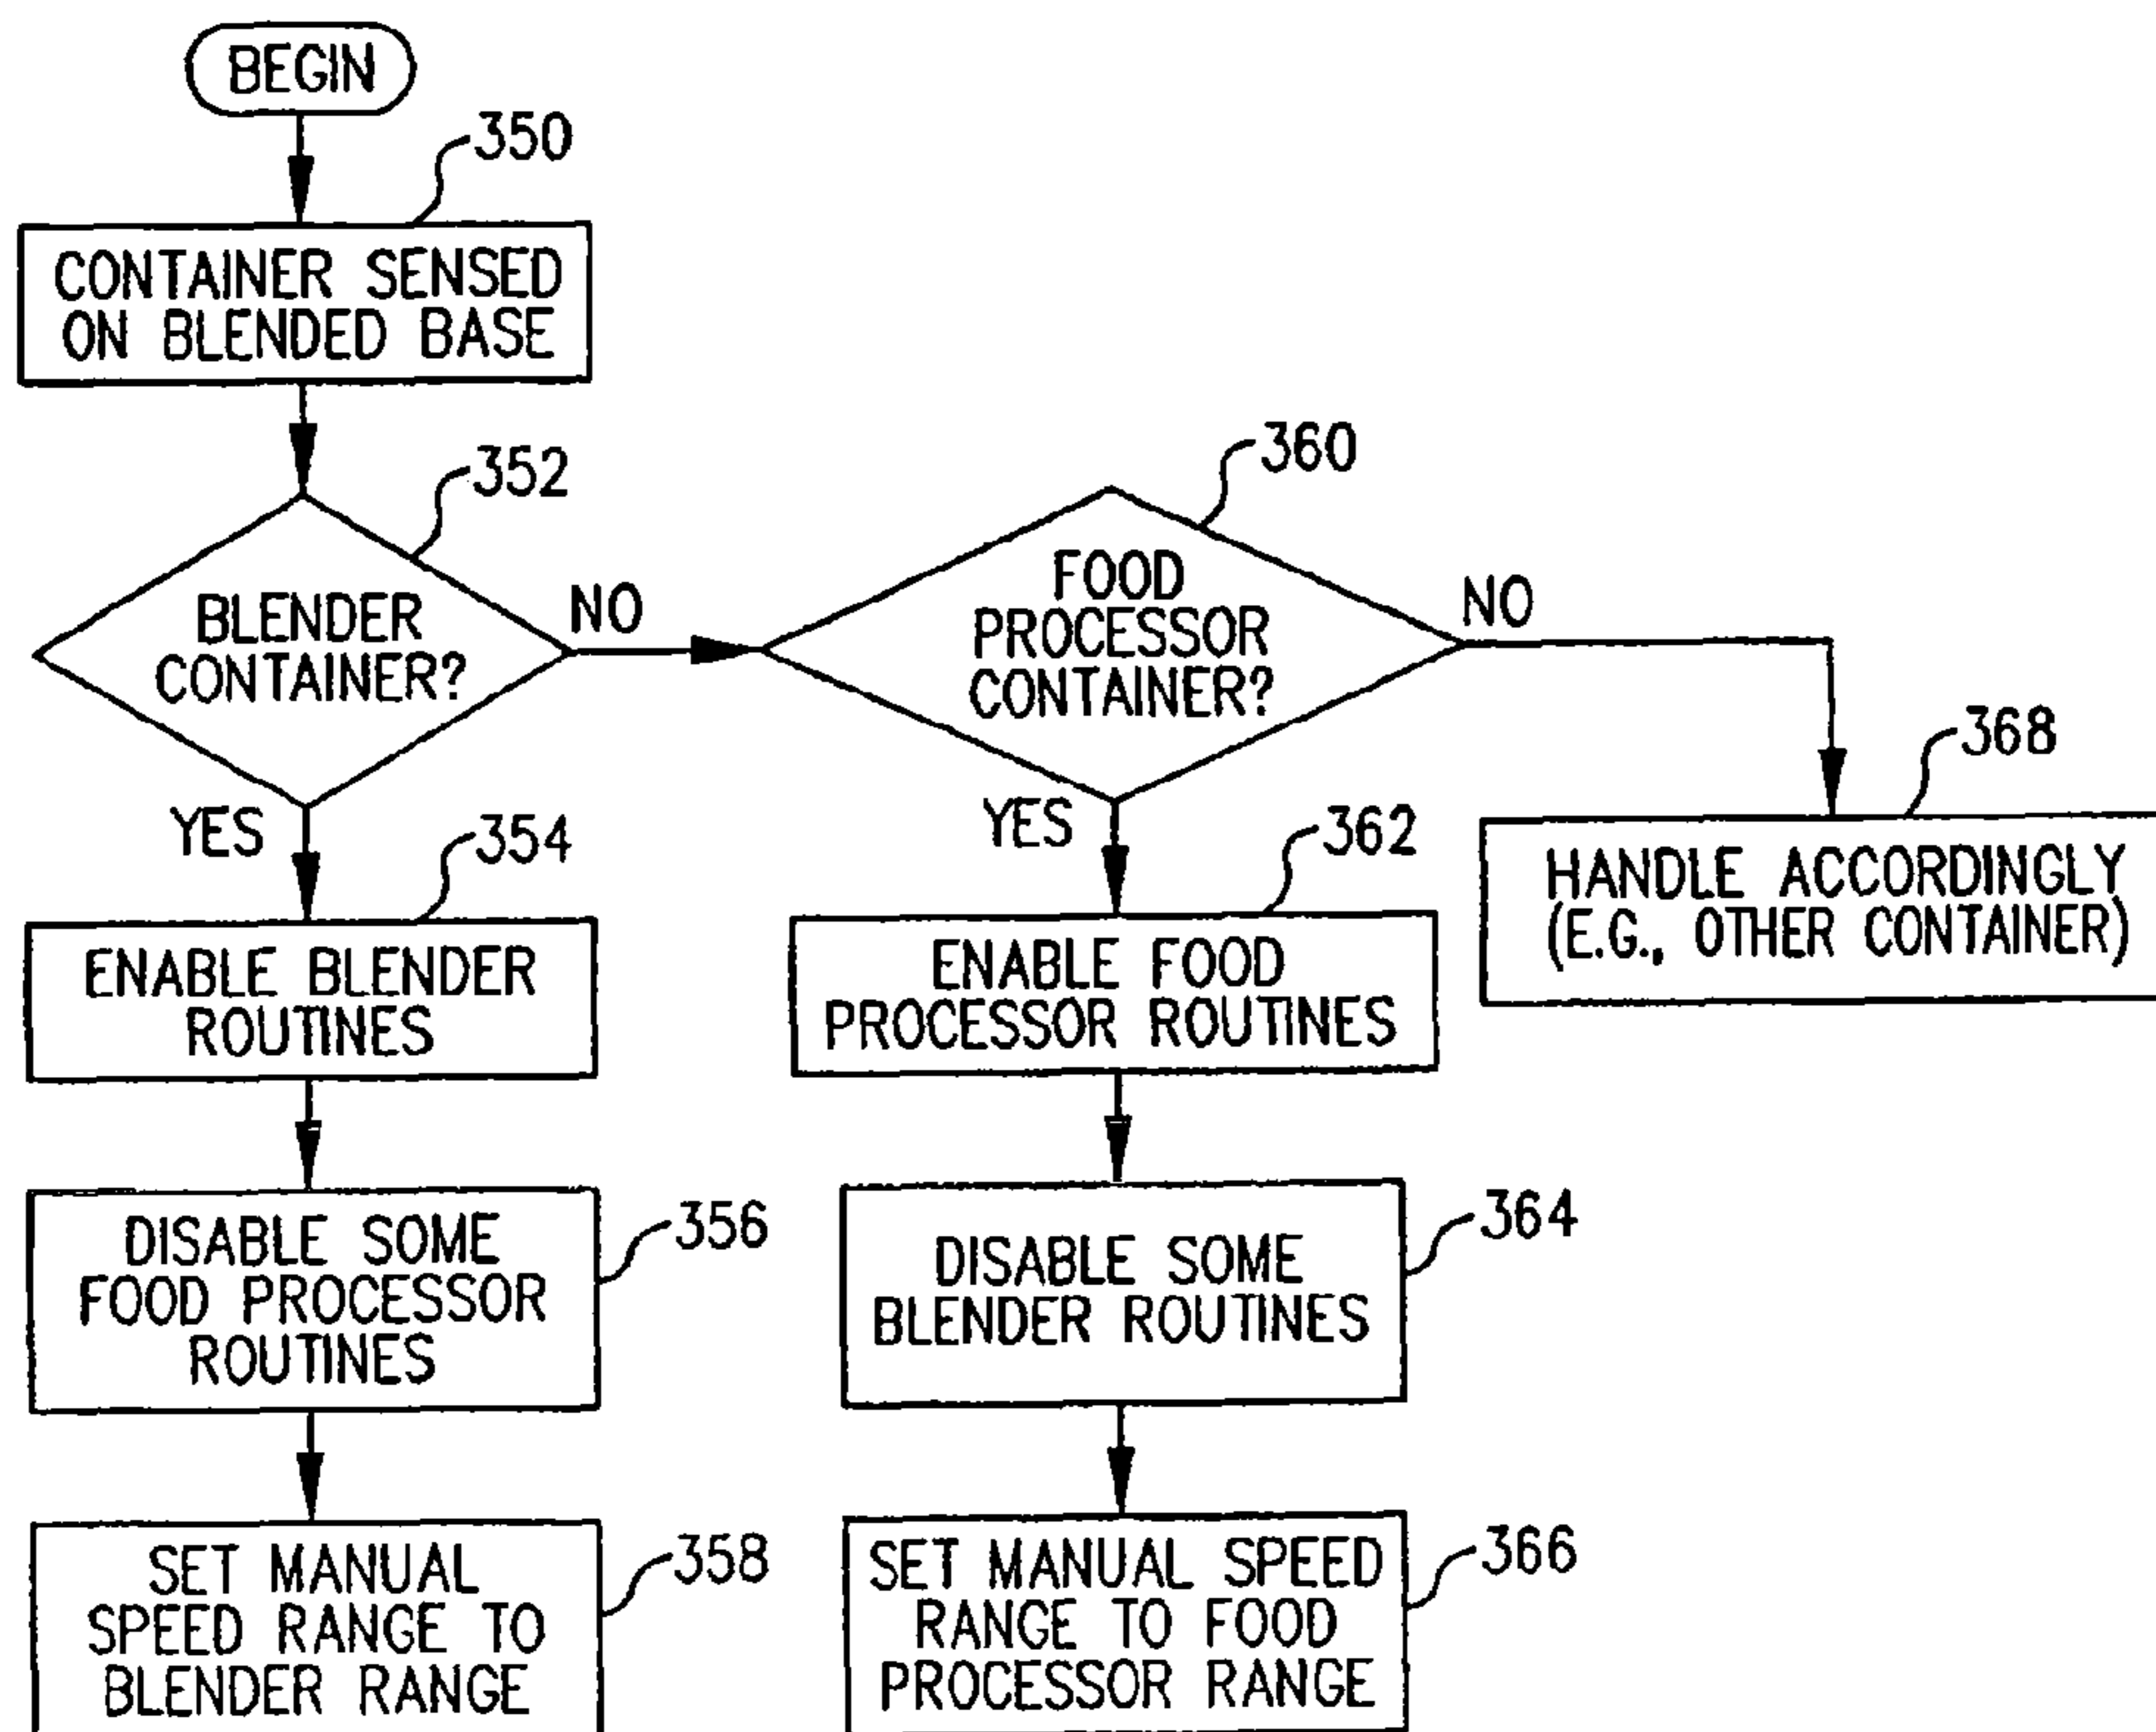 BEGIN
350
CONTAINER SENSED
ON BLENDED BASE
352
BLENDER
CONTAINER?
NO
360
FOOD
PROCESSOR
CONTAINER?
NO
368
HANDLE ACCORDINGLY
(E.G., OTHER CONTAINER)
YES
354
ENABLE BLENDER
ROUTINES
YES
362
ENABLE FOOD
PROCESSOR ROUTINES
356
DISABLE SOME
FOOD PROCESSOR
ROUTINES
364
DISABLE SOME
BLENDER ROUTINES
358
SET MANUAL
SPEED RANGE TO
BLENDER RANGE
366
SET MANUAL SPEED
RANGE TO FOOD
PROCESSOR RANGE